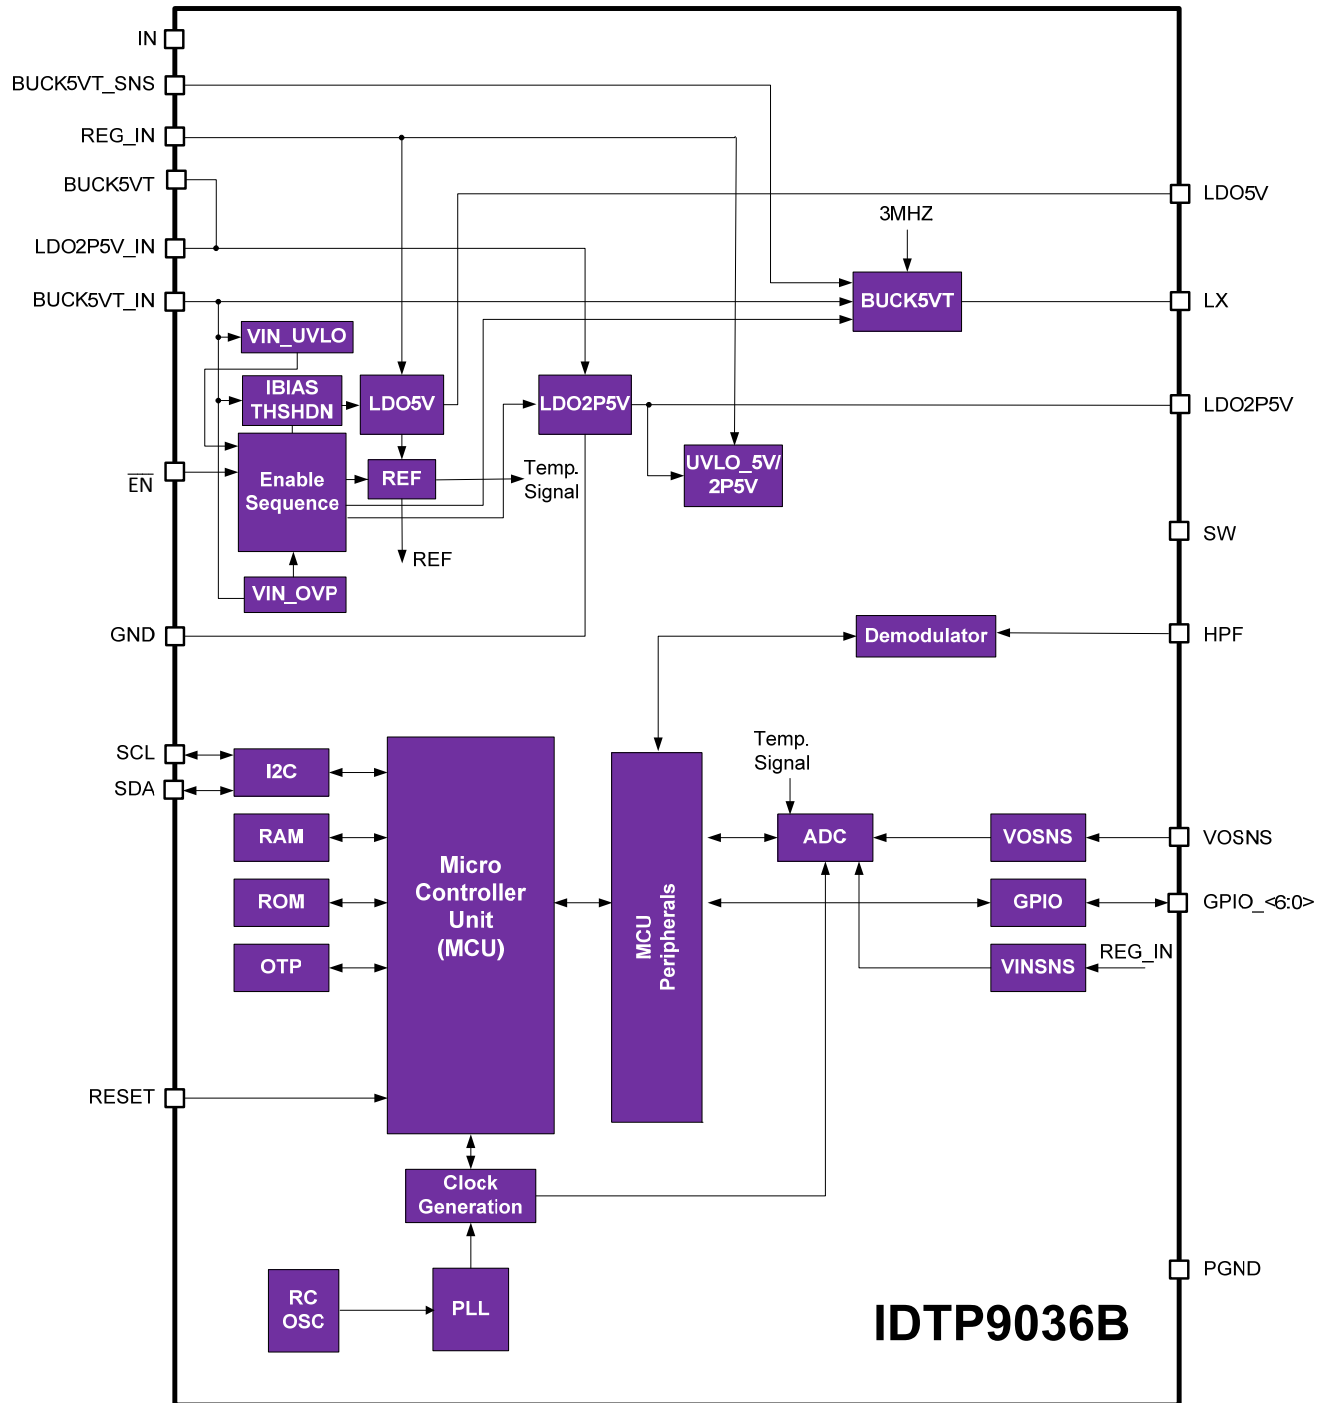 IN
BUCK5VT_SNS
REG_IN
BUCK5VT
LDO2P5V_IN
BUCK5VT_IN
EN
GND
SCL
SDA
RESET
LDO5V
LX
LDO2P5V
SW
HPF
VOSNS
GPIO_<6:0>
PGND
3MHZ
BUCK5VT
VIN_UVLO
IBIAS
THSHDN
LDO5V
LDO2P5V
UVLO_5V/
2P5V
Enable
Sequence
REF
Temp.
Signal
REF
VIN_OVP
Demodulator
I2C
RAM
ROM
OTP
Micro
Controller
Unit
(MCU)
MCU
Peripherals
Temp.
Signal
ADC
VOSNS
GPIO
VINSNS
REG_IN
Clock
Generation
RC
OSC
PLL
IDTP9036B